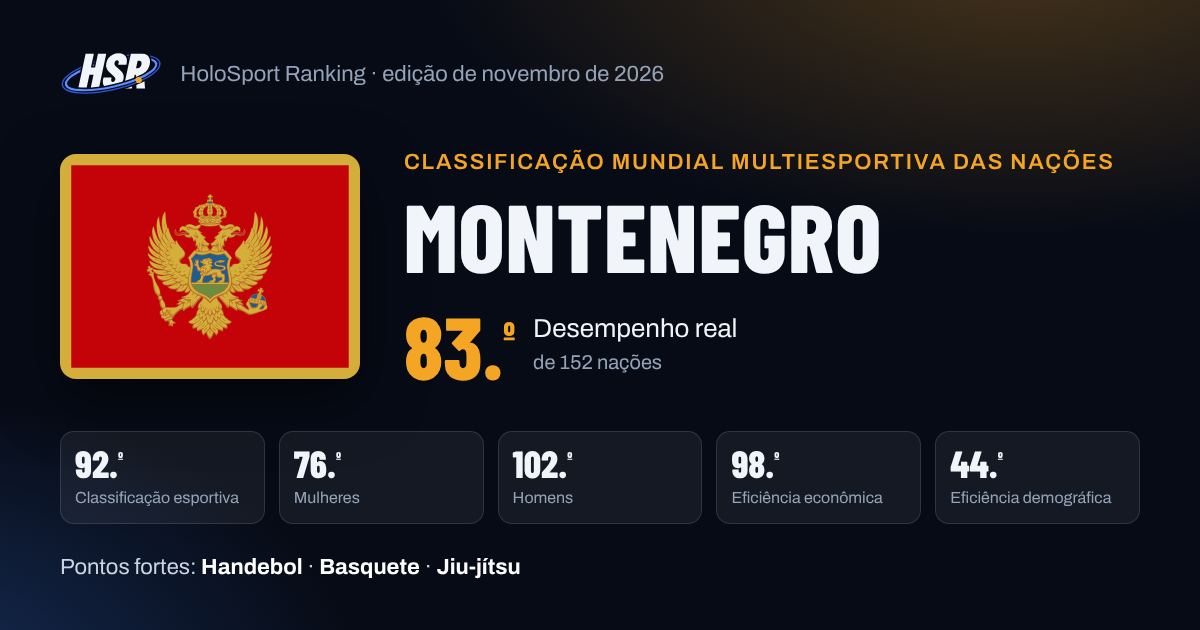 HSR
HoloSport Ranking · edição de novembro de 2026
CLASSIFICAÇÃO MUNDIAL MULTIESPORTIVA DAS NAÇÕES
MONTENEGRO
83.º
Desempenho real
de 152 nações
92.º
Classificação esportiva
76.º
Mulheres
102.º
Homens
98.º
Eficiência econômica
44.º
Eficiência demográfica
Pontos fortes: Handebol · Basquete · Jiu-jítsu